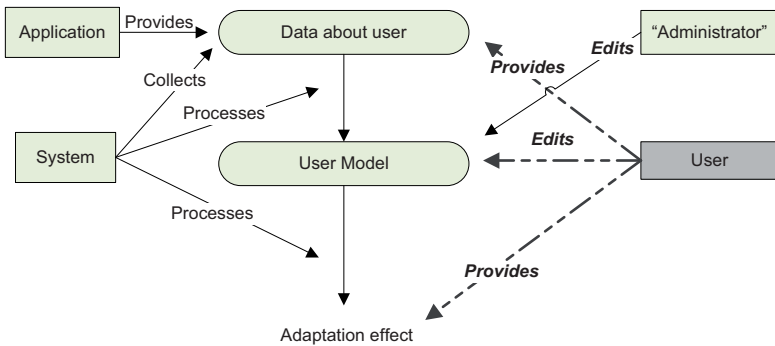 Application
Provides
Data about user
"Administrator"
Edits
Provides
Collects
Processes
System
User Model
Edits
User
Processes
Provides
Adaptation effect